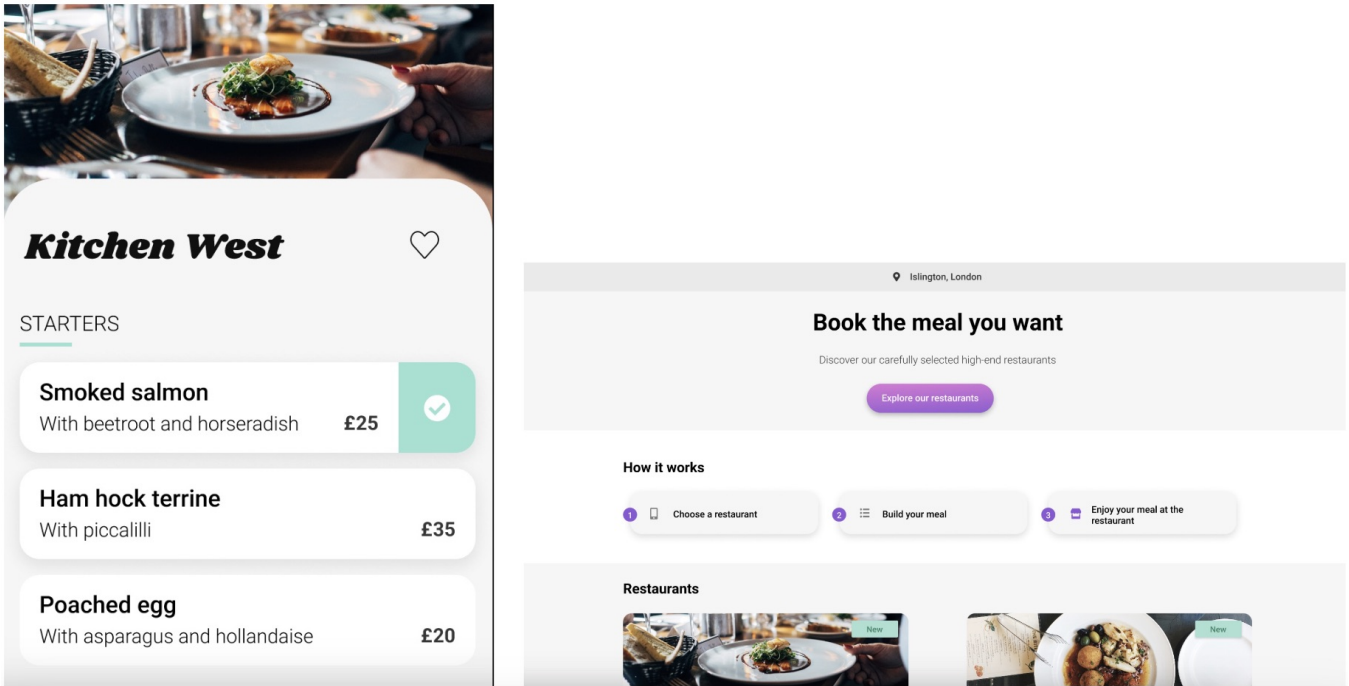 Kitchen West
STARTERS
Smoked salmon
With beetroot and horseradish £25
Ham hock terrine
With piccalilli £35
Poached egg
With asparagus and hollandaise £20
Islington, London
Book the meal you want
Discover our carefully selected high-end restaurants
Explore our restaurants
How it works
1 Choose a restaurant
2 Build your meal
3 Enjoy your meal at the
restaurant
Restaurants
New
New